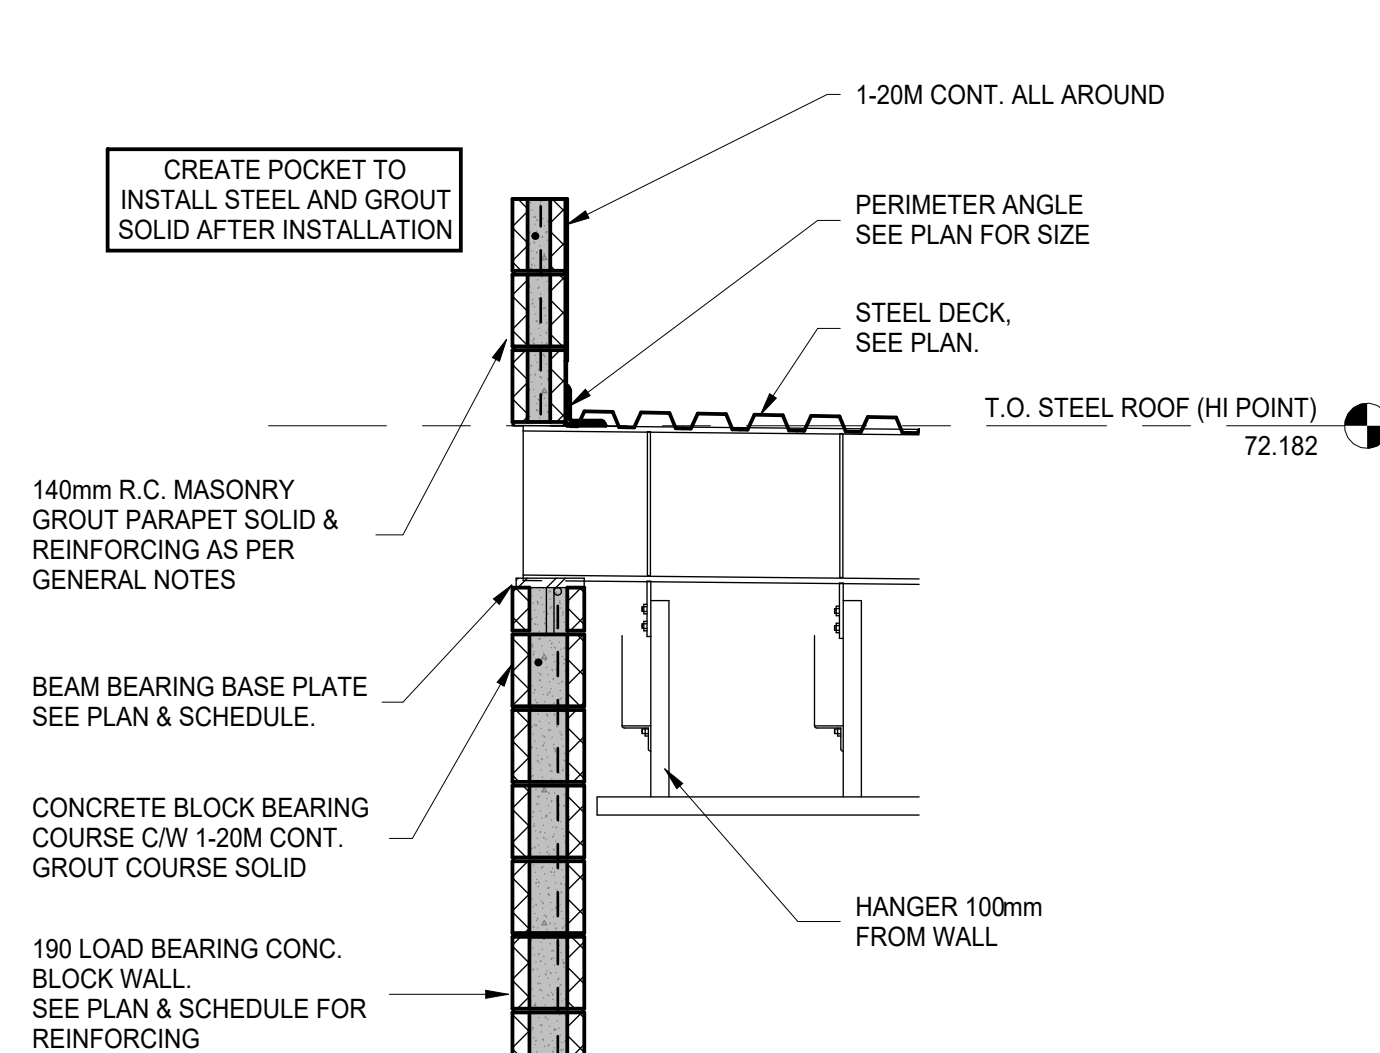 1-20M CONT. ALL AROUND
CREATE POCKET TO
INSTALL STEEL AND GROUT
SOLID AFTER INSTALLATION
PERIMETER ANGLE
SEE PLAN FOR SIZE
STEEL DECK,
SEE PLAN.
T.O. STEEL ROOF (HI POINT)
72.182
140mm R.C. MASONRY
GROUT PARAPET SOLID &
REINFORCING AS PER
GENERAL NOTES
BEAM BEARING BASE PLATE
SEE PLAN & SCHEDULE.
CONCRETE BLOCK BEARING
COURSE C/W 1-20M CONT.
GROUT COURSE SOLID
HANGER 100mm
FROM WALL
190 LOAD BEARING CONC.
BLOCK WALL.
SEE PLAN & SCHEDULE FOR
REINFORCING